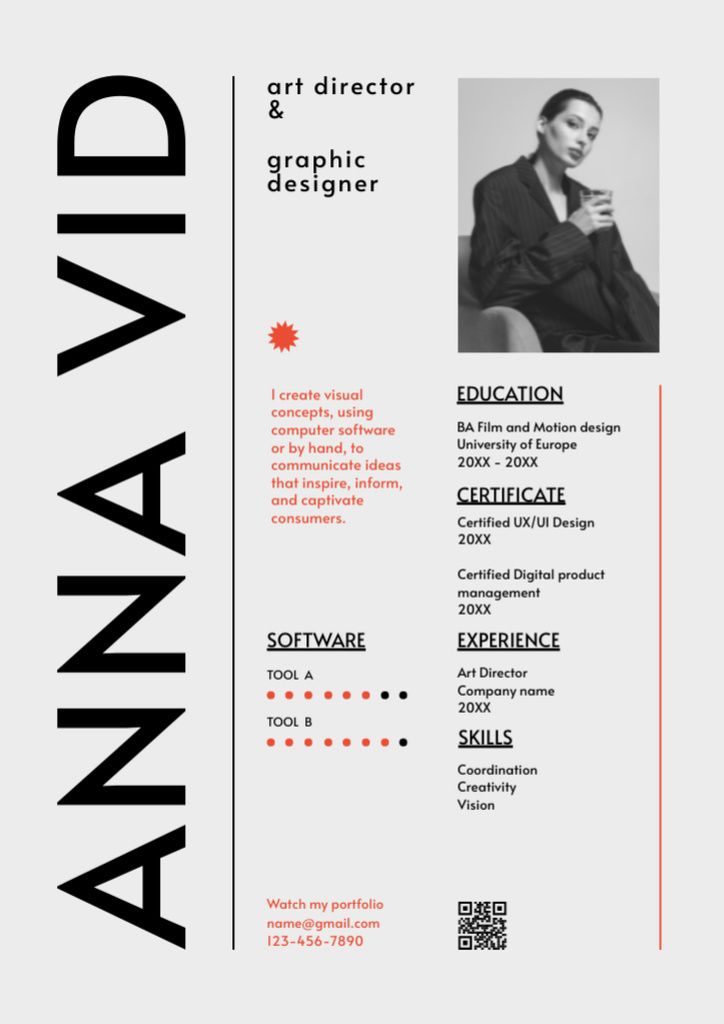 ANNA VID
art director
&
graphic
designer
I create visual
concepts, using
computer software
or by hand, to
communicate ideas
that inspire, inform,
and captivate
consumers.
SOFTWARE
TOOL A
TOOL B
Watch my portfolio
name@gmail.com
123-456-7890
EDUCATION
BA Film and Motion design
University of Europe
20XX - 20XX
CERTIFICATE
Certified UX/UI Design
20XX
Certified Digital product
management
20XX
EXPERIENCE
Art Director
Company name
20XX
SKILLS
Coordination
Creativity
Vision